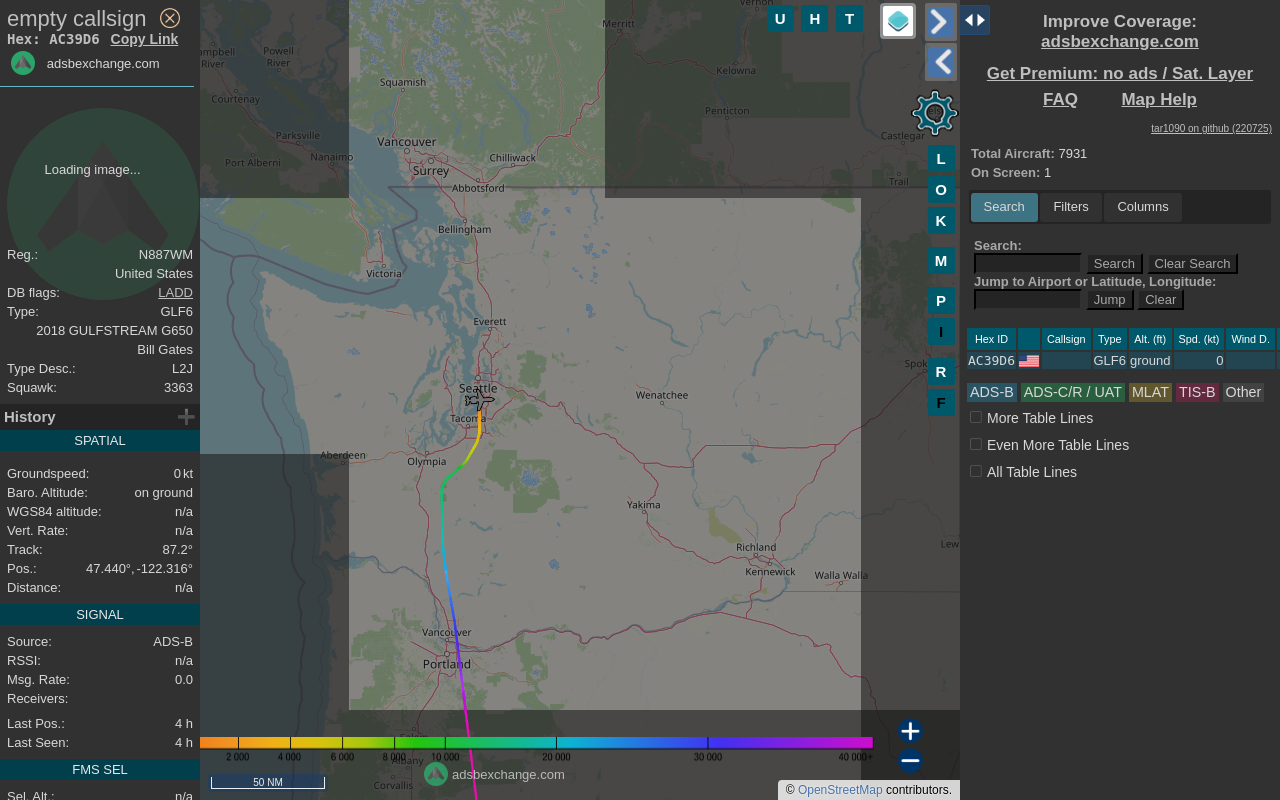 empty callsign
Hex: AC39D6 Copy Link
adsbexchange.com
Loading image...
Reg.: N887WM
United States
DB flags: LADD
Type: GLF6
2018 GULFSTREAM G650
Bill Gates
Type Desc.: L2J
Squawk: 3363
History
SPATIAL
Groundspeed: 0 kt
Baro. Altitude: on ground
WGS84 altitude: n/a
Vert. Rate: n/a
Track: 87.2°
Pos.: 47.440°, -122.316°
Distance: n/a
SIGNAL
Source: ADS-B
RSSI: n/a
Msg. Rate: 0.0
Receivers:
Last Pos.: 4 h
Last Seen: 4 h
FMS SEL
Sel. Alt.: n/a
U H T
L
O
K
M
P
I
R
F
Merritt
Vernon
Campbell River
Powell River
Squamish
Kelowna
Courtenay
Penticton
Parksville
Vancouver
Castlegar
Port Alberni
Nanaimo
Chilliwack
Surrey
Abbotsford
Trail
Bellingham
Victoria
Everett
Seattle
Wenatchee
Spok
Tacoma
Aberdeen
Olympia
Yakima
Richland
Lew
Kennewick
Walla Walla
Vancouver
Portland
Salem
Albany
Corvallis
2 000 4 000 6 000 8 000 10 000 20 000 30 000 40 000+
50 NM
adsbexchange.com
© OpenStreetMap contributors.
Improve Coverage:
adsbexchange.com
Get Premium: no ads / Sat. Layer
FAQ Map Help
tar1090 on github (220725)
Total Aircraft: 7931
On Screen: 1
Search Filters Columns
Search:
Search Clear Search
Jump to Airport or Latitude, Longitude:
Jump Clear
Hex ID Callsign Type Alt. (ft) Spd. (kt) Wind D.
AC39D6 GLF6 ground 0
ADS-B ADS-C/R / UAT MLAT TIS-B Other
More Table Lines
Even More Table Lines
All Table Lines